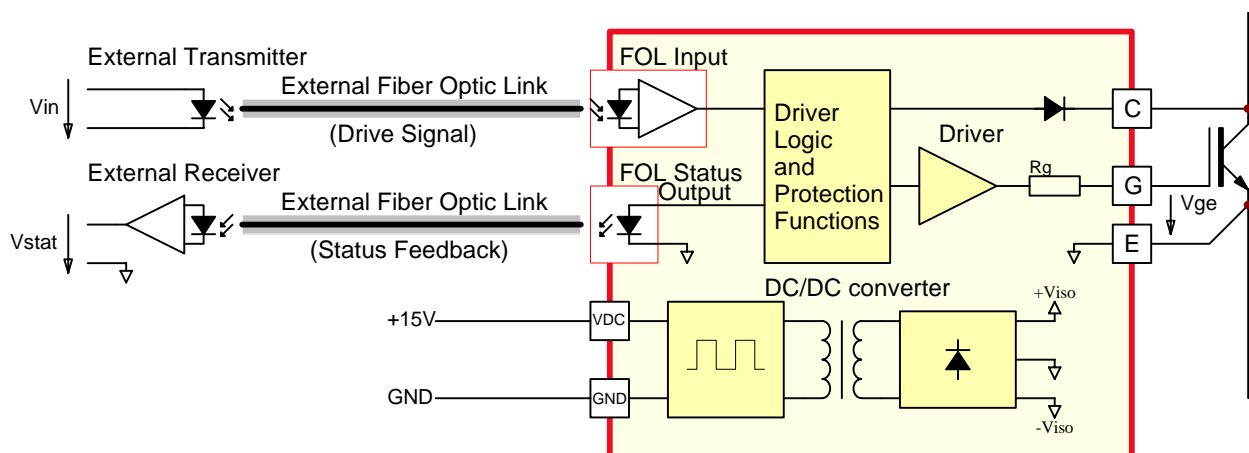 External Transmitter
Vin
External Fiber Optic Link
(Drive Signal)
FOL Input
External Receiver
Vstat
External Fiber Optic Link
(Status Feedback)
FOL Status
Output
Driver
Logic
and
Protection
Functions
Driver
Rg
C
G
E
Vge
DC/DC converter
+15V
VDC
GND
GND
+Viso
-Viso